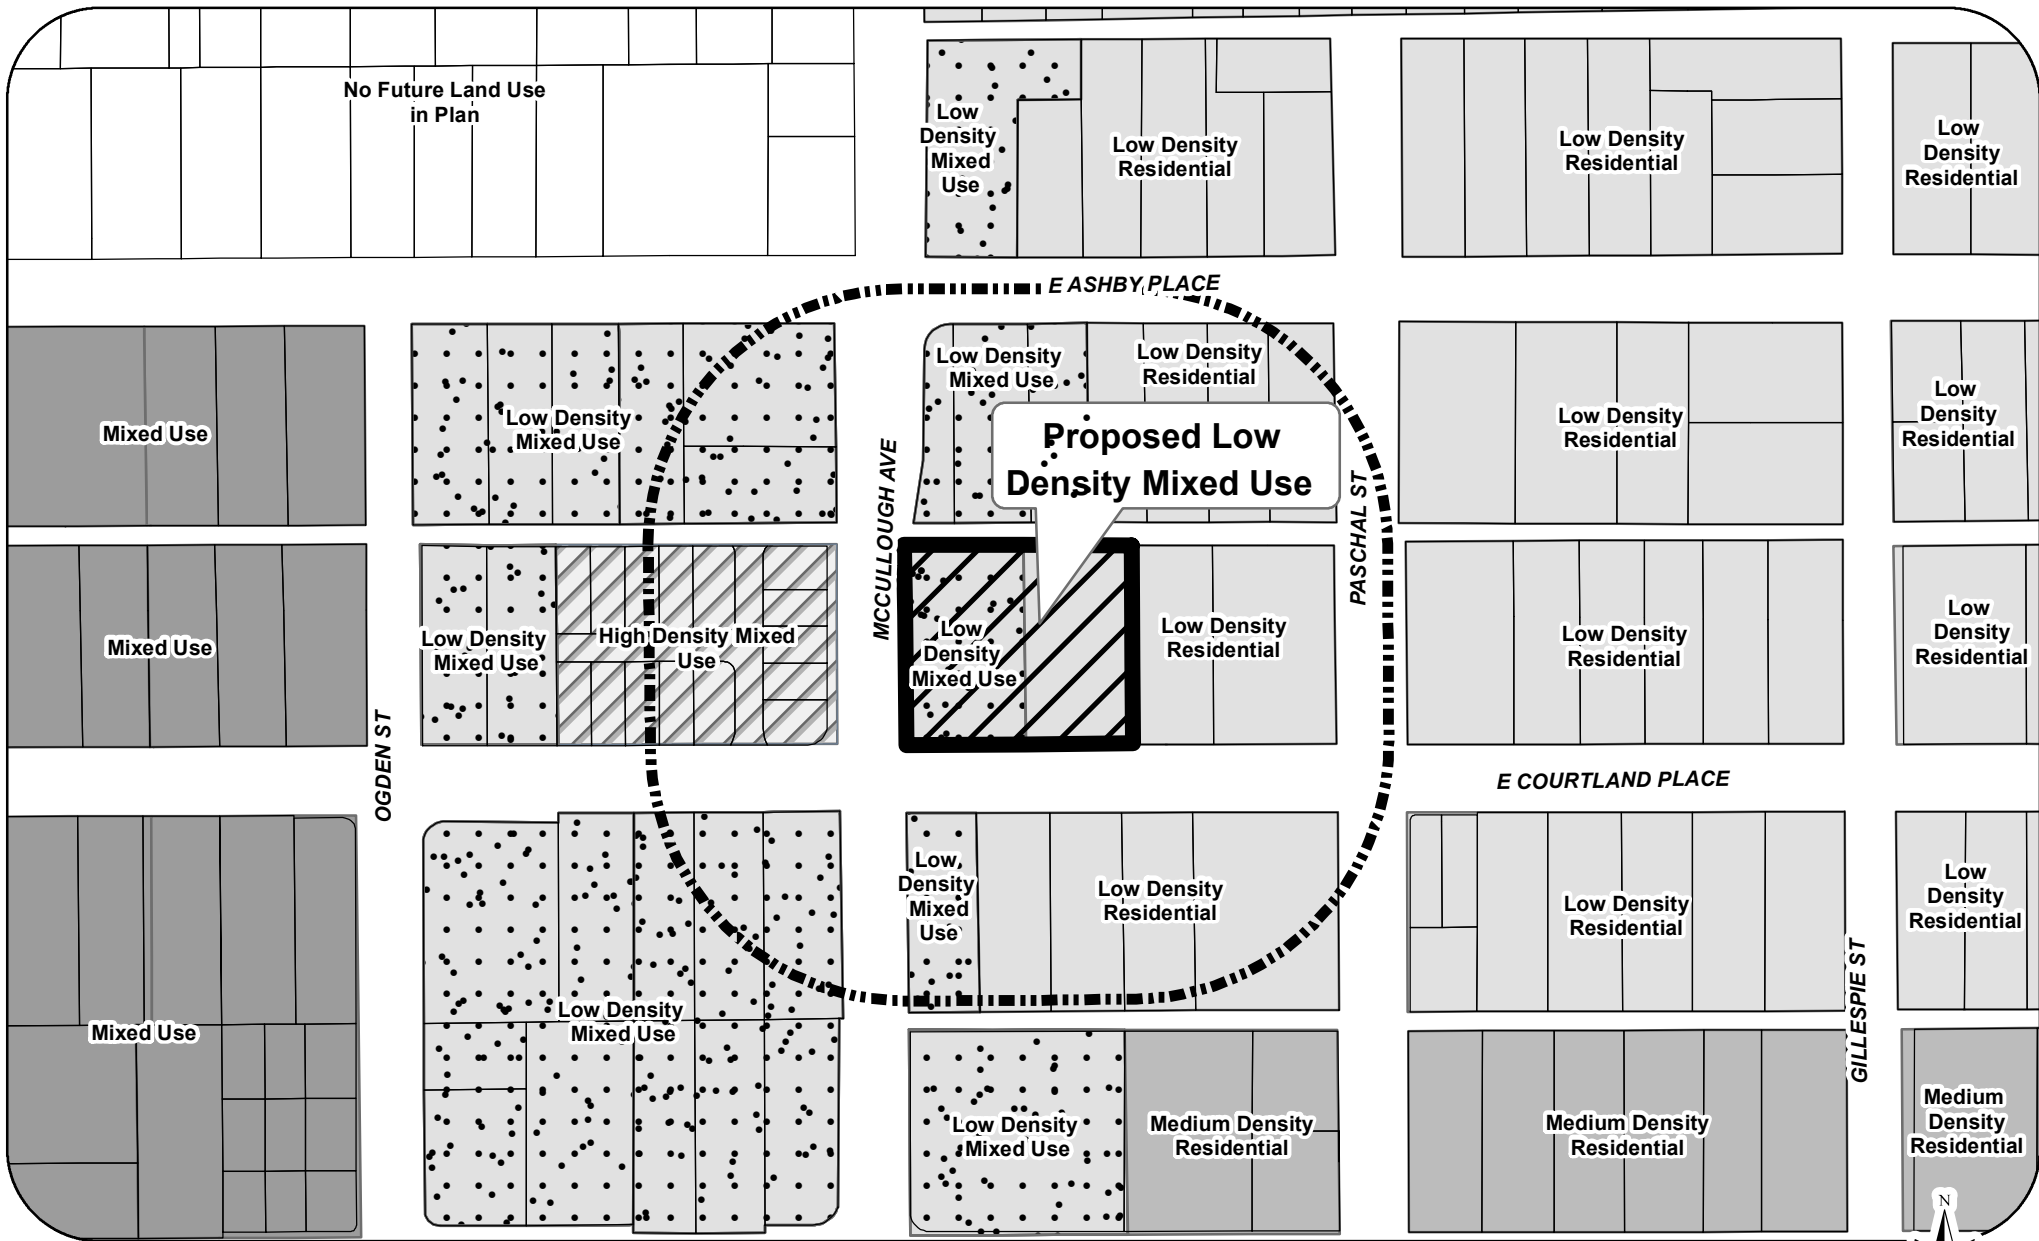 No Future Land Use
in Plan
Low
Density
Mixed
Use
Low Density
Residential
Low Density
Residential
Low
Density
Residential
E ASHBY PLACE
Mixed Use
Low Density
Mixed Use
MCCULLOUGH AVE
Low Density
Mixed Use
Low Density
Residential
Proposed Low
Density Mixed Use
PASCHAL ST
Low Density
Residential
Low
Density
Residential
Mixed Use
Low Density
Mixed Use
High Density Mixed
Use
Low
Density
Mixed Use
Low Density
Residential
Low Density
Residential
Low
Density
Residential
OGDEN ST
E COURTLAND PLACE
Mixed Use
Low Density
Mixed Use
Low
Density
Mixed
Use
Low Density
Residential
Low Density
Residential
Low
Density
Residential
GILLESPIE ST
Low Density
Mixed Use
Medium Density
Residential
Medium Density
Residential
Medium
Density
Residential
N